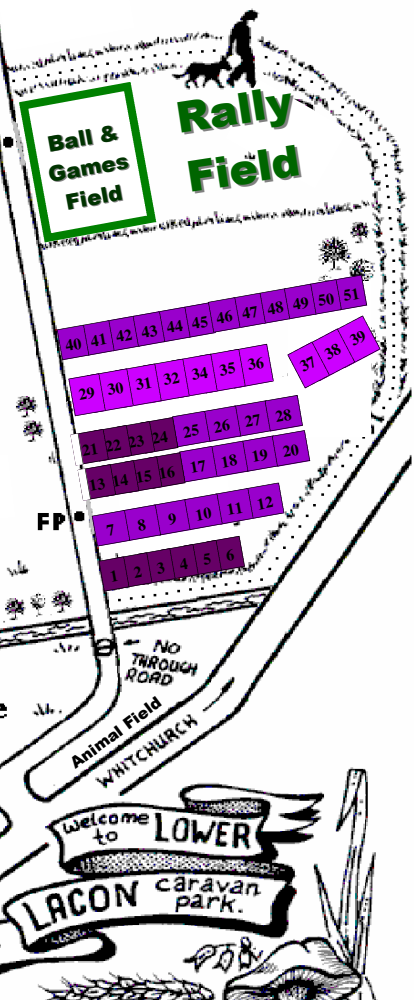 Rally
Field
Ball &
Games
Field
40 41 42 43 44 45 46 47 48 49 50 51
29 30 31 32 34 35 36
37 38 39
21 22 23 24 25 26 27 28
13 14 15 16 17 18 19 20
FP
7 8 9 10 11 12
1 2 3 4 5 6
NO
THROUGH
ROAD
Animal Field
WHITCHURCH
e
Welcome
to LOWER
LACON caravan
park.